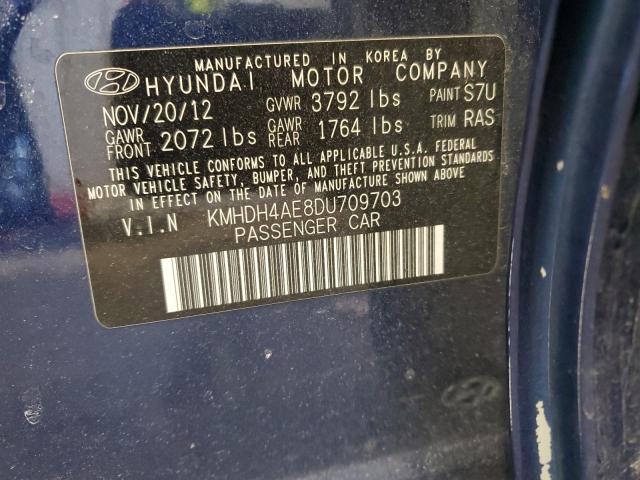 MANUFACTURED IN KOREA BY
HYUNDAI MOTOR COMPANY
NOV/20/12 GVWR 3792 lbs PAINT S7U
GAWR FRONT 2072 lbs GAWR REAR 1764 lbs TRIM RAS
THIS VEHICLE CONFORMS TO ALL APPLICABLE U.S.A. FEDERAL
MOTOR VEHICLE SAFETY, BUMPER, AND THEFT PREVENTION STANDARDS
IN EFFECT ON THE DATE OF MANUFACTURE SHOWN ABOVE
V.I.N KMHDH4AE8DU709703
PASSENGER CAR